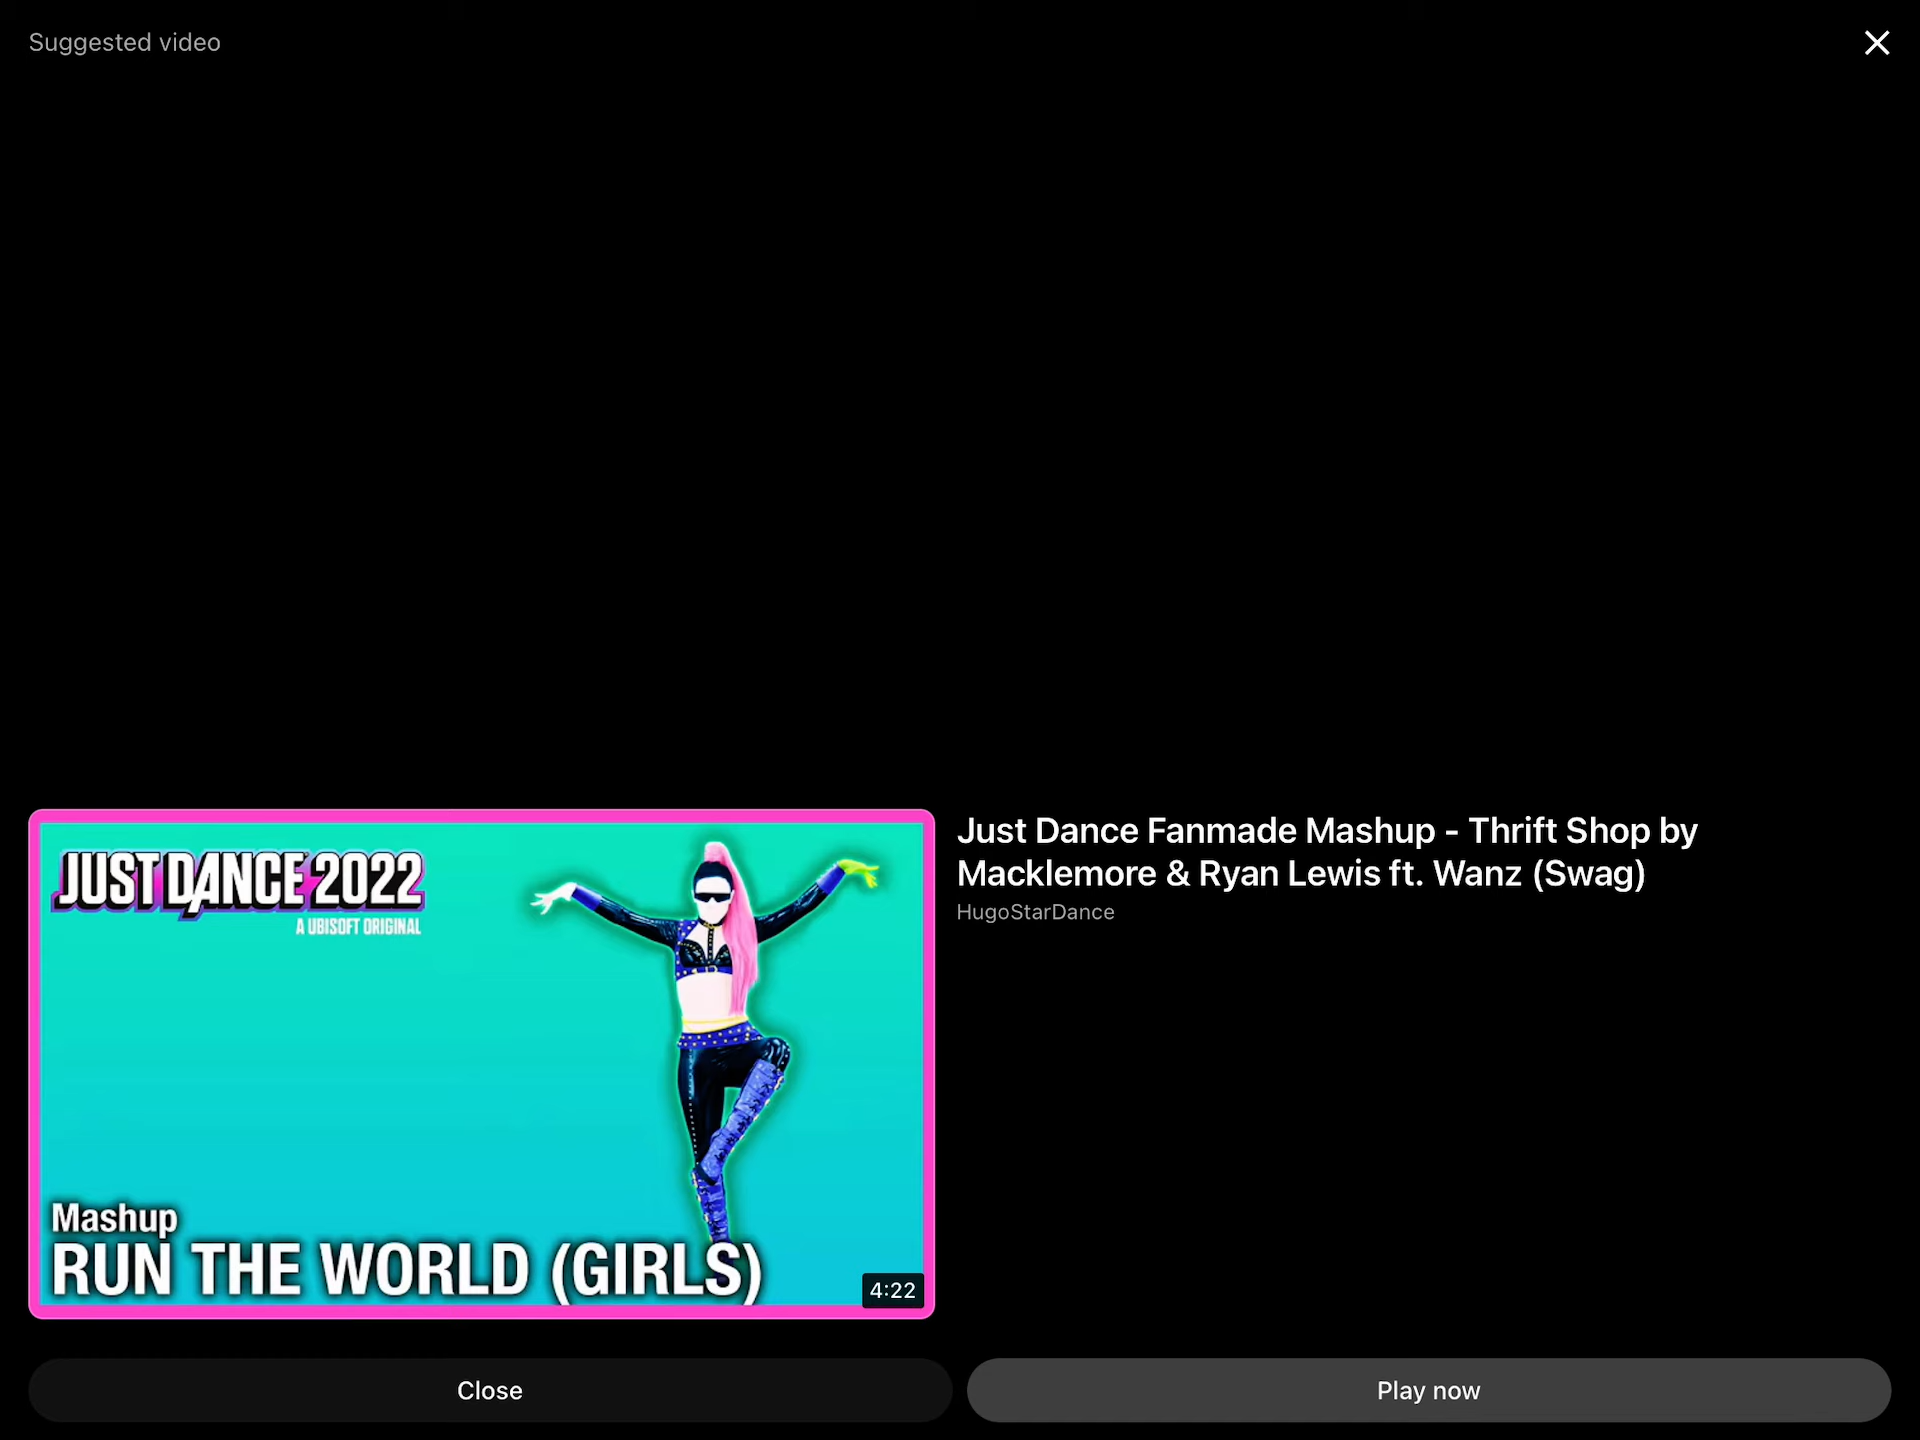 Suggested video
JUST DANCE 2022
A UBISOFT ORIGINAL
Mashup
RUN THE WORLD (GIRLS)
4:22
Just Dance Fanmade Mashup - Thrift Shop by
Macklemore & Ryan Lewis ft. Wanz (Swag)
HugoStarDance
Close
Play now